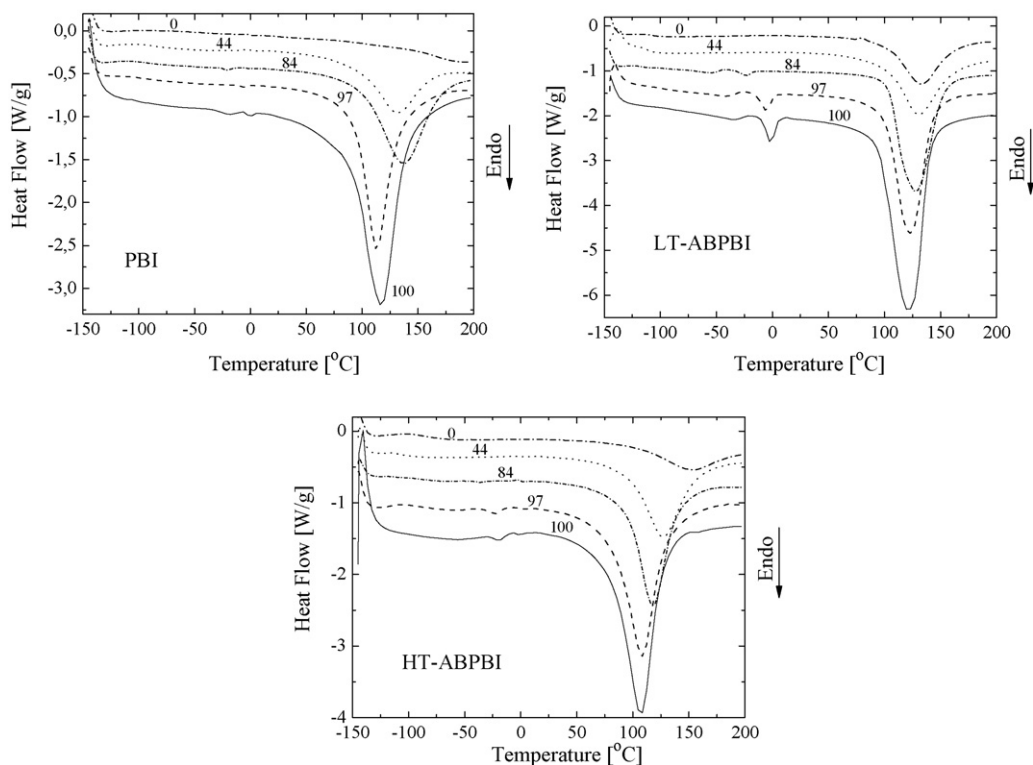 0,0
-0,5
-1,0
-1,5
-2,0
-2,5
-3,0
Heat Flow [W/g]
0
44
84
97
100
PBI
Endo
-150 -100 -50 0 50 100 150 200
Temperature [°C]
0
-1
-2
-3
-4
-5
-6
Heat Flow [W/g]
0
44
84
97
100
LT-ABPBI
Endo
-150 -100 -50 0 50 100 150 200
Temperature [°C]
0
-1
-2
-3
-4
Heat Flow [W/g]
0
44
84
97
100
HT-ABPBI
Endo
-150 -100 -50 0 50 100 150 200
Temperature [°C]